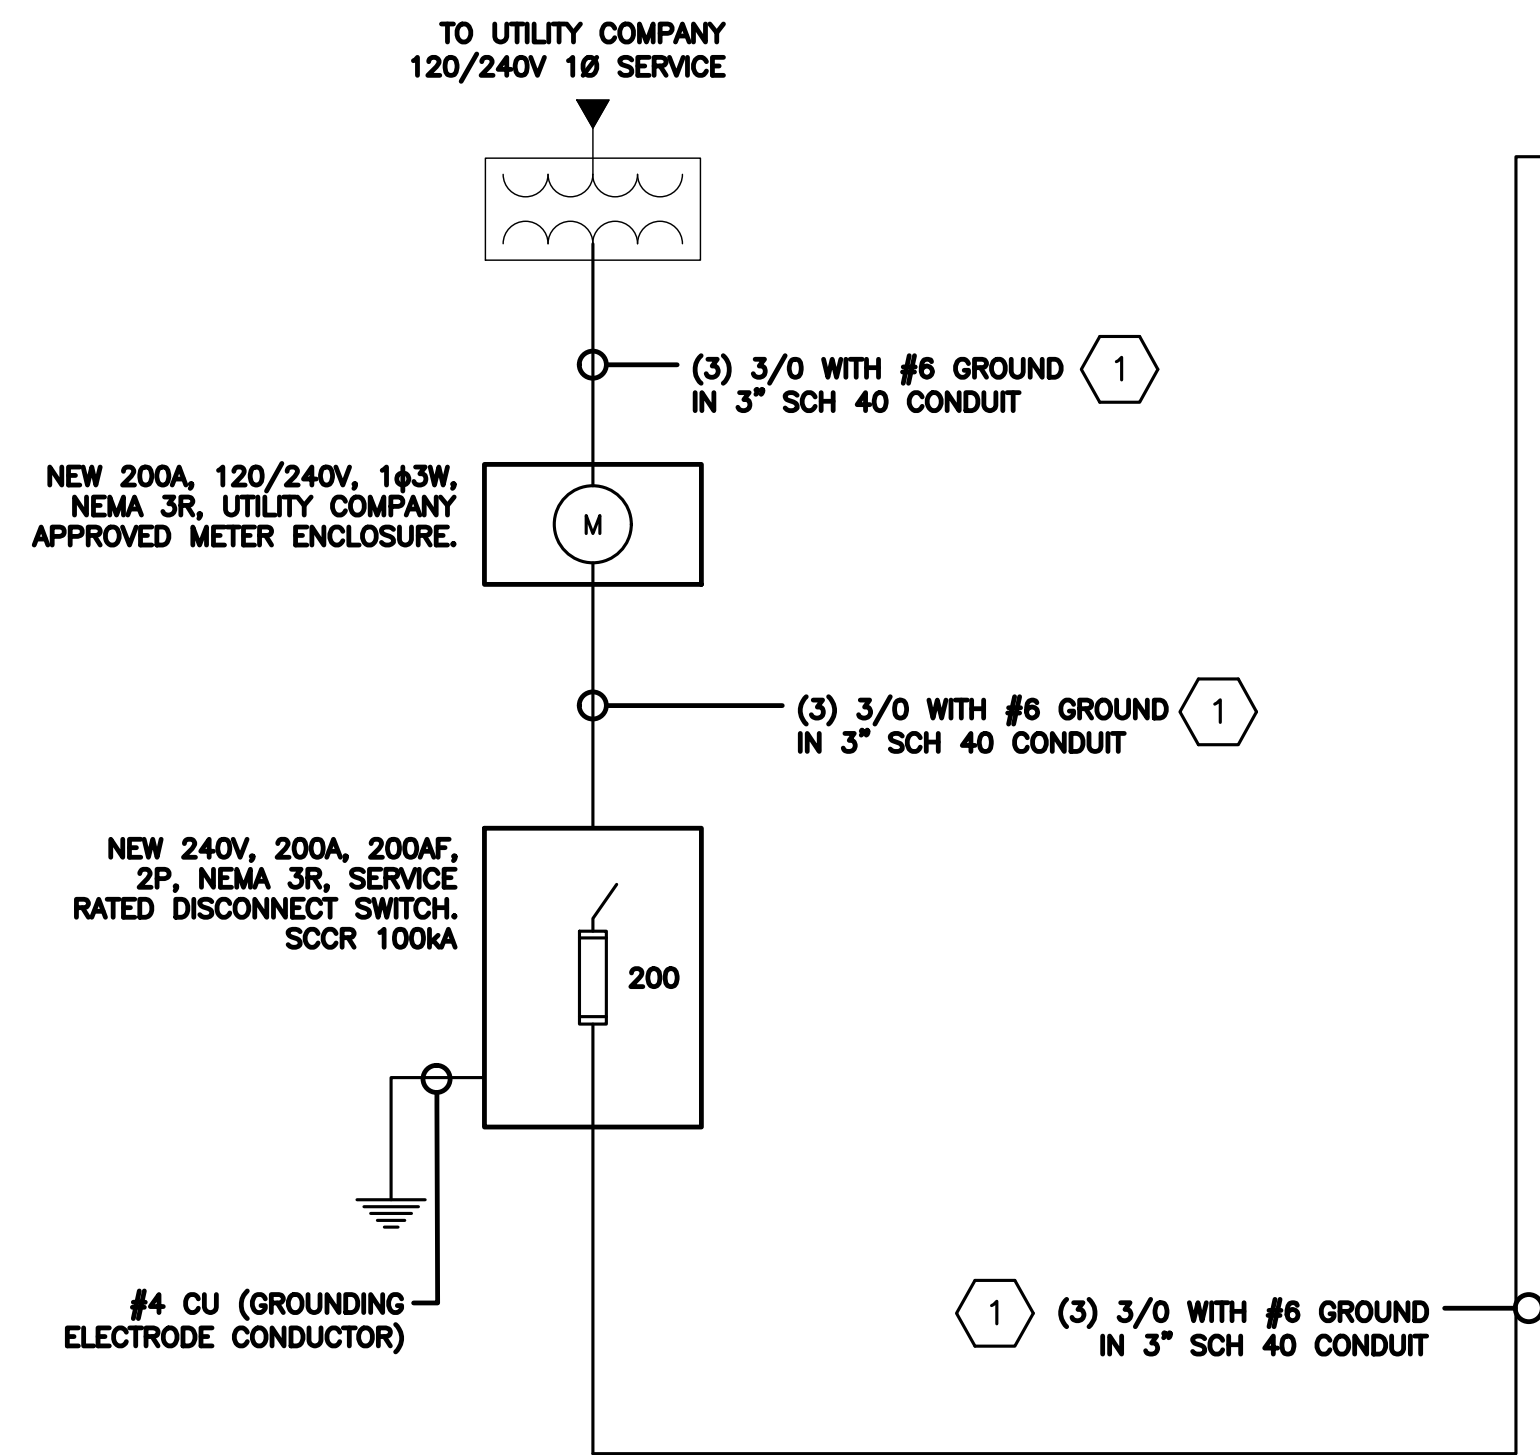 TO UTILITY COMPANY
120/240V 1Ø SERVICE
(3) 3/0 WITH #6 GROUND
IN 3" SCH 40 CONDUIT
1
NEW 200A, 120/240V, 1ϕ3W,
NEMA 3R, UTILITY COMPANY
APPROVED METER ENCLOSURE.
M
(3) 3/0 WITH #6 GROUND
IN 3" SCH 40 CONDUIT
1
NEW 240V, 200A, 200AF,
2P, NEMA 3R, SERVICE
RATED DISCONNECT SWITCH.
SCCR 100kA
200
#4 CU (GROUNDING
ELECTRODE CONDUCTOR)
1
(3) 3/0 WITH #6 GROUND
IN 3" SCH 40 CONDUIT